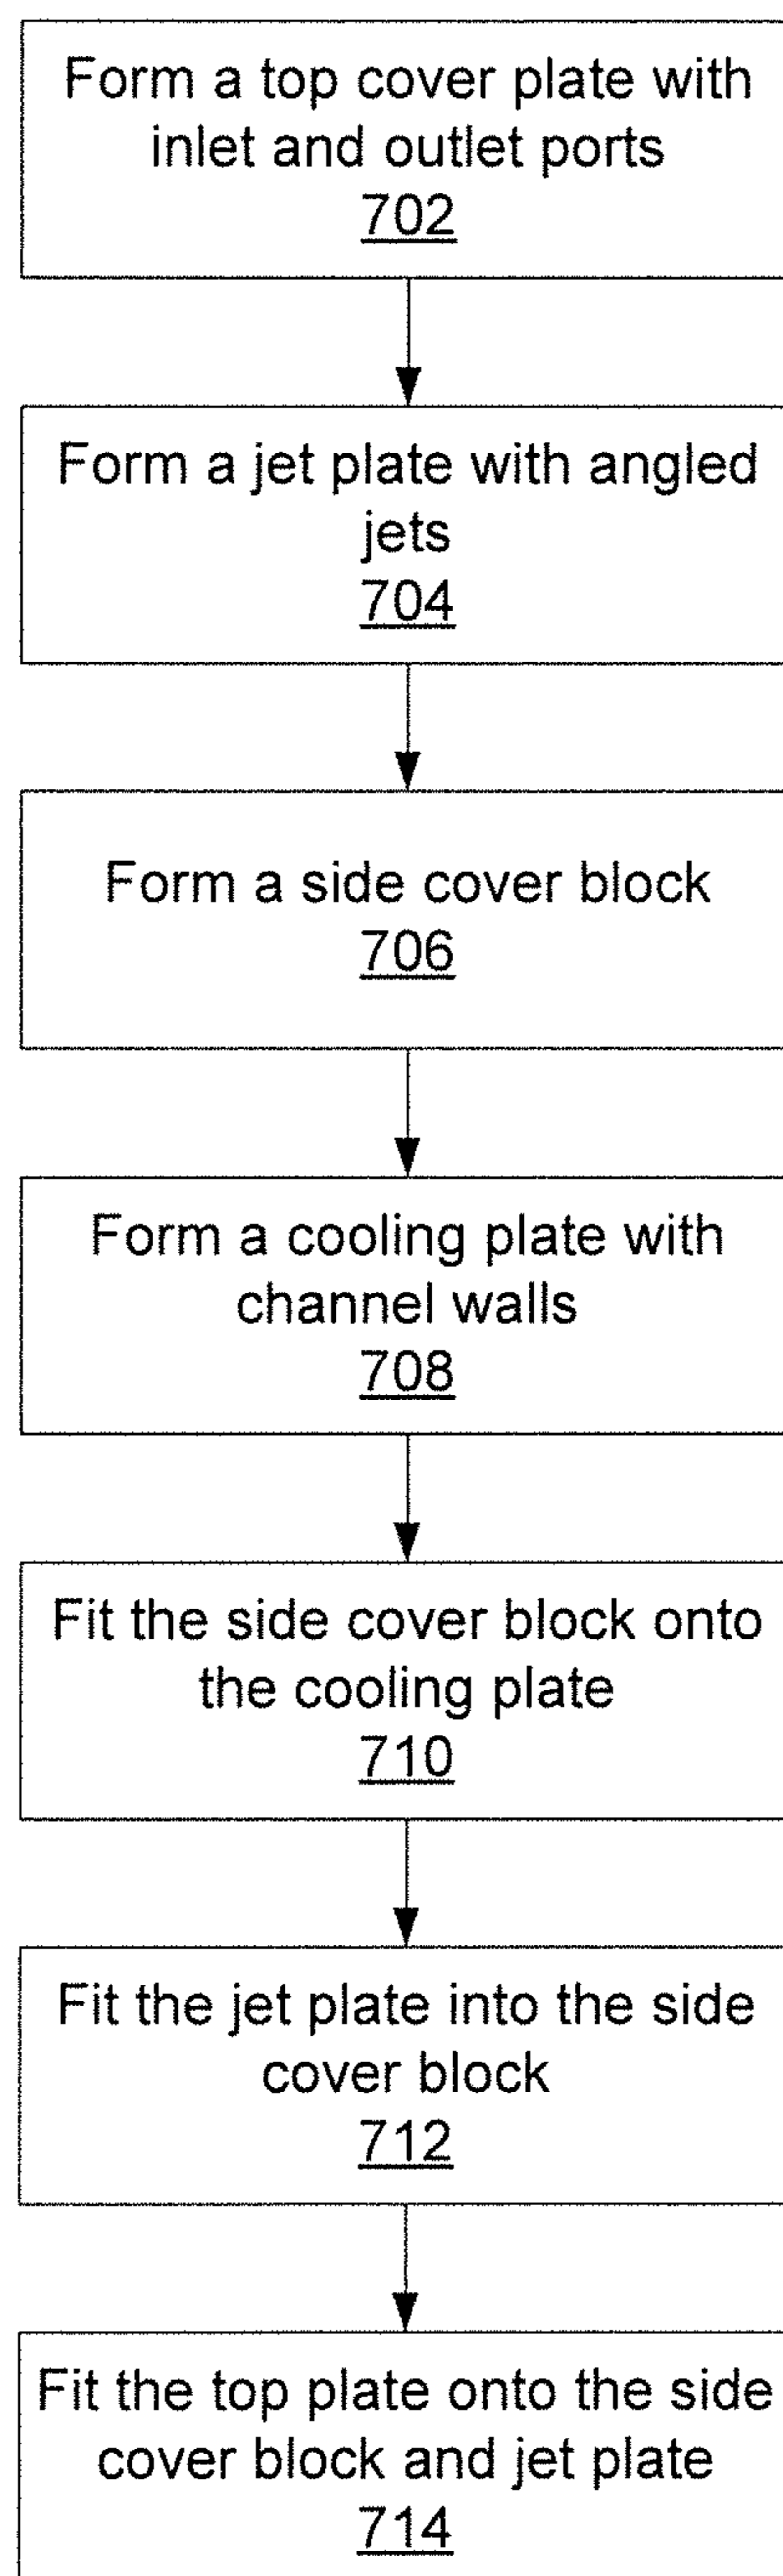 Form a top cover plate with
inlet and outlet ports
702
Form a jet plate with angled
jets
704
Form a side cover block
706
Form a cooling plate with
channel walls
708
Fit the side cover block onto
the cooling plate
710
Fit the jet plate into the side
cover block
712
Fit the top plate onto the side
cover block and jet plate
714